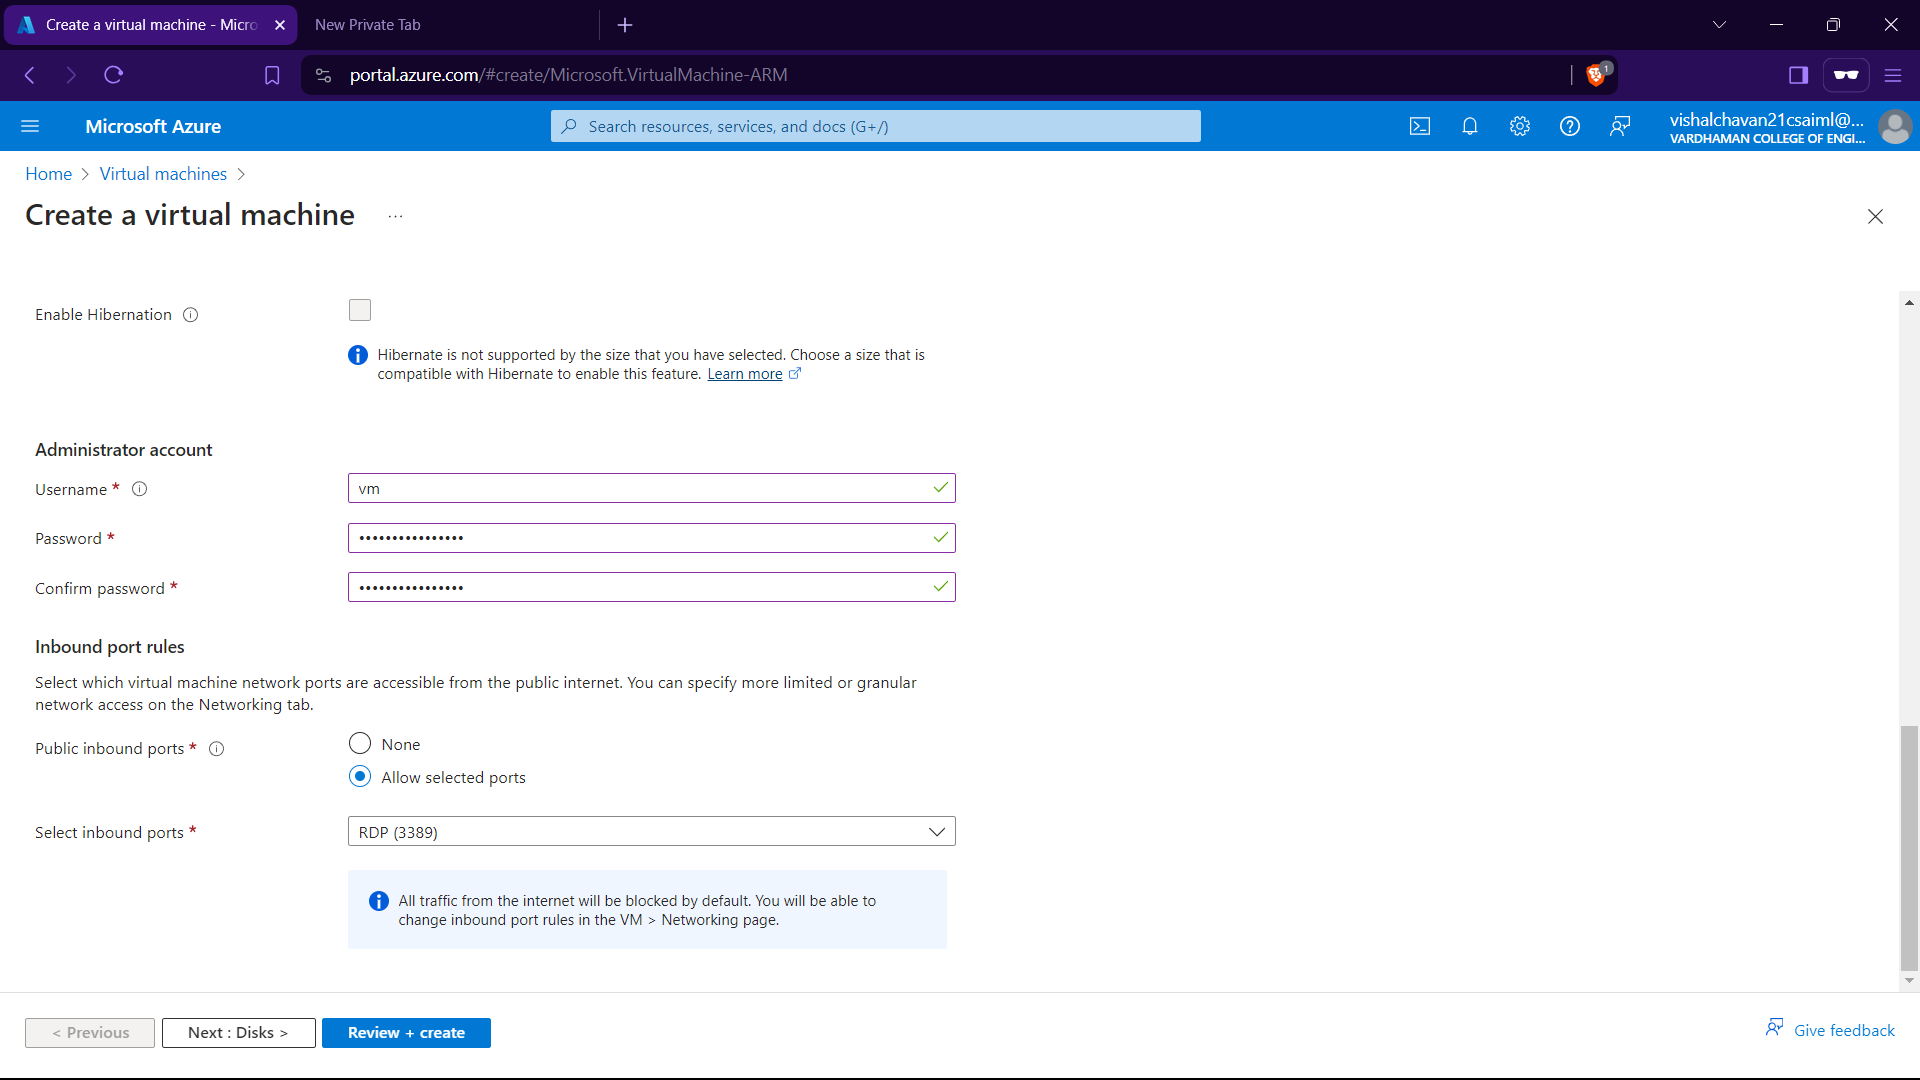 Create a virtual machine - Micro
New Private Tab
portal.azure.com/#create/Microsoft.VirtualMachine-ARM
1
Microsoft Azure
Search resources, services, and docs (G+/)
vishalchavan21csaiml@...
VARDHAMAN COLLEGE OF ENGI...
Home > Virtual machines >
Create a virtual machine ...
Enable Hibernation
Hibernate is not supported by the size that you have selected. Choose a size that is
compatible with Hibernate to enable this feature. Learn more
Administrator account
Username *
vm
Password *
••••••••••••••••
Confirm password *
••••••••••••••••
Inbound port rules
Select which virtual machine network ports are accessible from the public internet. You can specify more limited or granular
network access on the Networking tab.
Public inbound ports *
None
Allow selected ports
Select inbound ports *
RDP (3389)
All traffic from the internet will be blocked by default. You will be able to
change inbound port rules in the VM > Networking page.
< Previous
Next : Disks >
Review + create
Give feedback